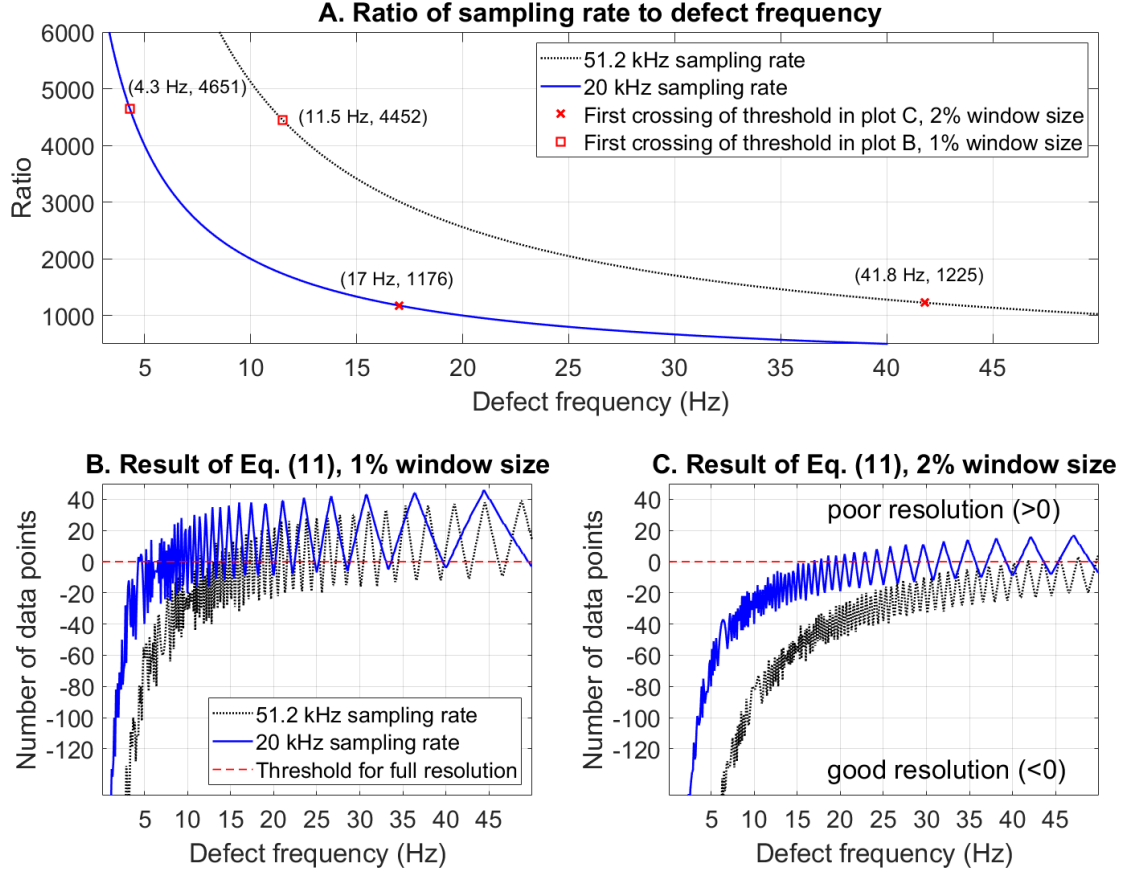 A. Ratio of sampling rate to defect frequency
6000
5000
4000
3000
2000
1000
Ratio
(4.3 Hz, 4651)
(11.5 Hz, 4452)
(17 Hz, 1176)
(41.8 Hz, 1225)
51.2 kHz sampling rate
20 kHz sampling rate
First crossing of threshold in plot C, 2% window size
First crossing of threshold in plot B, 1% window size
5 10 15 20 25 30 35 40 45
Defect frequency (Hz)
B. Result of Eq. (11), 1% window size
40
20
0
-20
-40
-60
-80
-100
-120
Number of data points
51.2 kHz sampling rate
20 kHz sampling rate
Threshold for full resolution
5 10 15 20 25 30 35 40 45
Defect frequency (Hz)
C. Result of Eq. (11), 2% window size
40
20
0
-20
-40
-60
-80
-100
-120
Number of data points
poor resolution (>0)
good resolution (<0)
5 10 15 20 25 30 35 40 45
Defect frequency (Hz)